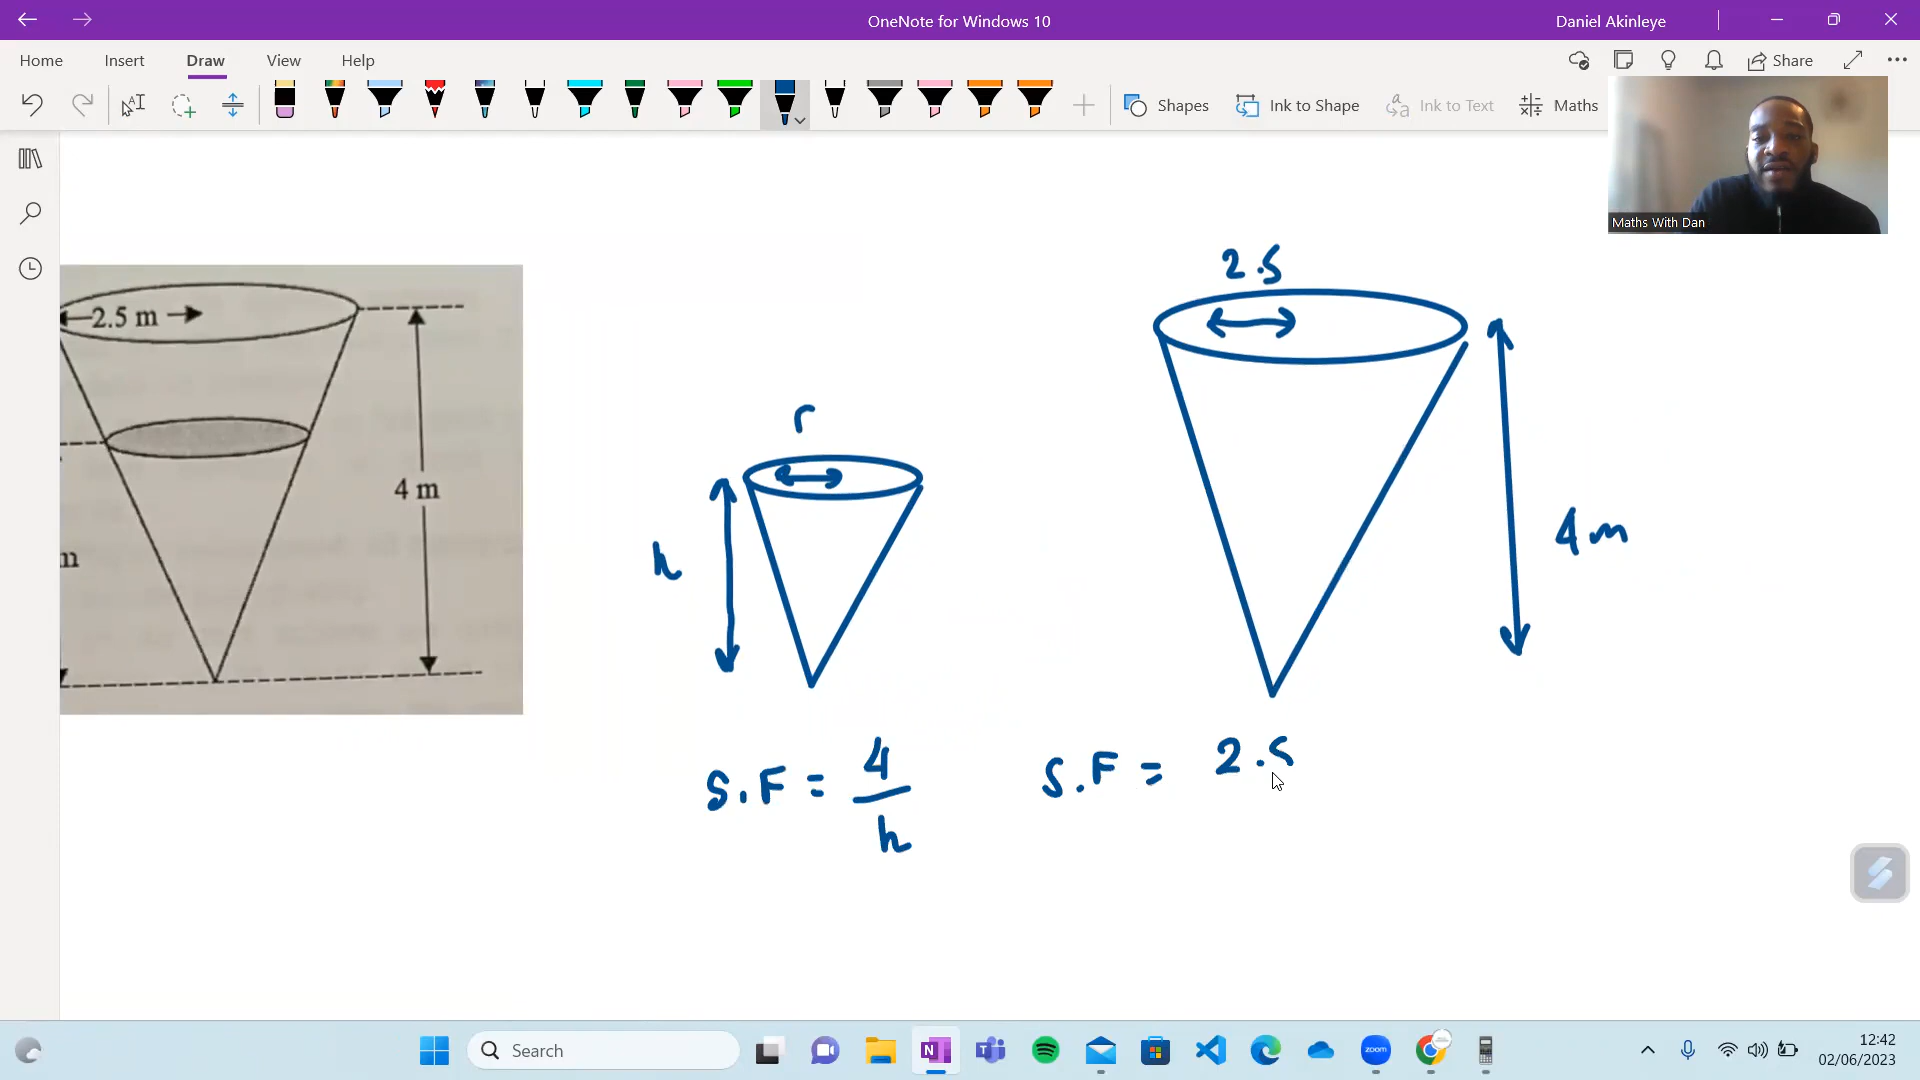 OneNote for Windows 10
Daniel Akinleye
Home Insert Draw View Help
Share
Shapes Ink to Shape Ink to Text Maths
Maths With Dan
2.5 m
4 m
m
r
h
2.5
4 m
S.F = 4/h
S.F = 2.5
Search
zoom
12:42
02/06/2023